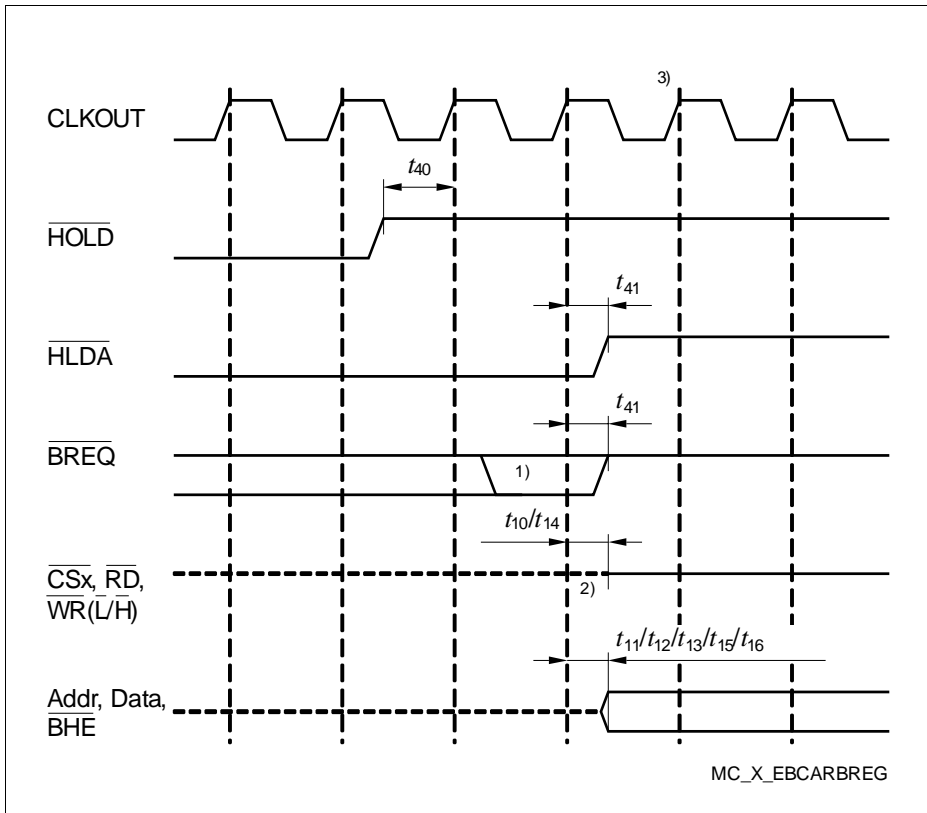 3)
CLKOUT
t40
HOLD
t41
HLDA
t41
BREQ
1)
t10/t14
CSx, RD,
WR(L/H)
2)
t11/t12/t13/t15/t16
Addr, Data,
BHE
MC_X_EBCARBREG